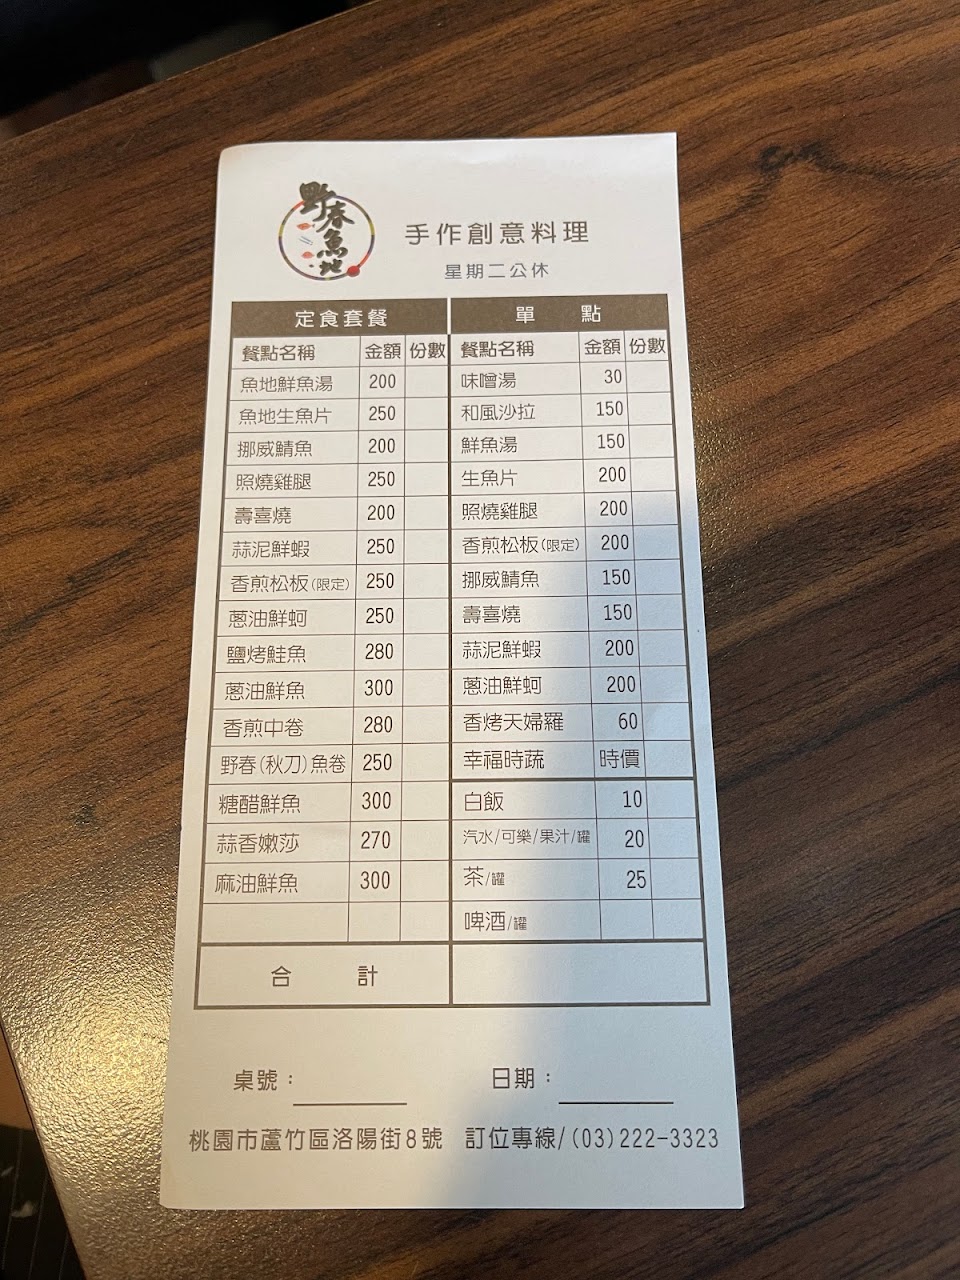 野春魚地
手作創意料理
星期二公休
定食套餐 單 點
餐點名稱 金額 份數 餐點名稱 金額 份數
魚地鮮魚湯 200 味噌湯 30
魚地生魚片 250 和風沙拉 150
挪威鯖魚 200 鮮魚湯 150
照燒雞腿 250 生魚片 200
壽喜燒 200 照燒雞腿 200
蒜泥鮮蝦 250 香煎松板(限定) 200
香煎松板(限定) 250 挪威鯖魚 150
蔥油鮮蚵 250 壽喜燒 150
鹽烤鮭魚 280 蒜泥鮮蝦 200
蔥油鮮魚 300 蔥油鮮蚵 200
香煎中卷 280 香烤天婦羅 60
野春(秋刀)魚卷 250 幸福時蔬 時價
糖醋鮮魚 300 白飯 10
蒜香嫩莎 270 汽水/可樂/果汁/罐 20
麻油鮮魚 300 茶/罐 25
啤酒/罐
合 計
桌號： 日期：
桃園市蘆竹區洛陽街8號 訂位專線/(03)222-3323